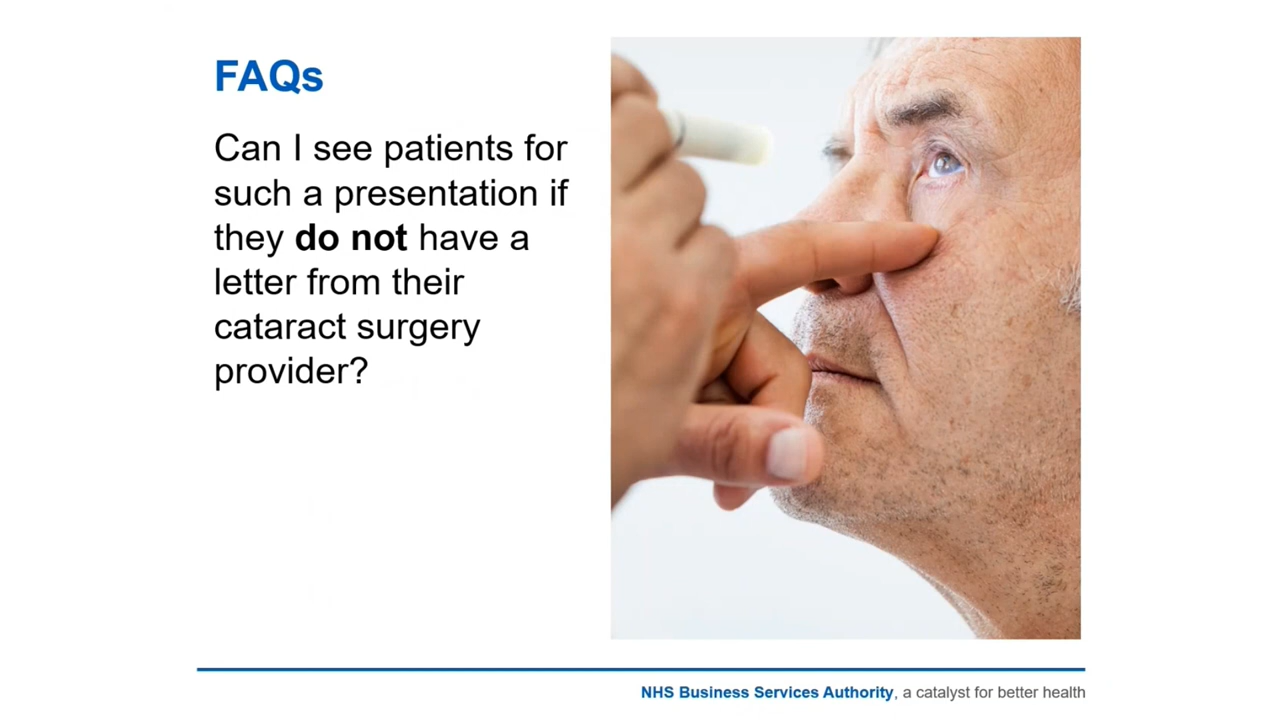 FAQs
Can I see patients for
such a presentation if
they do not have a
letter from their
cataract surgery
provider?
NHS Business Services Authority, a catalyst for better health